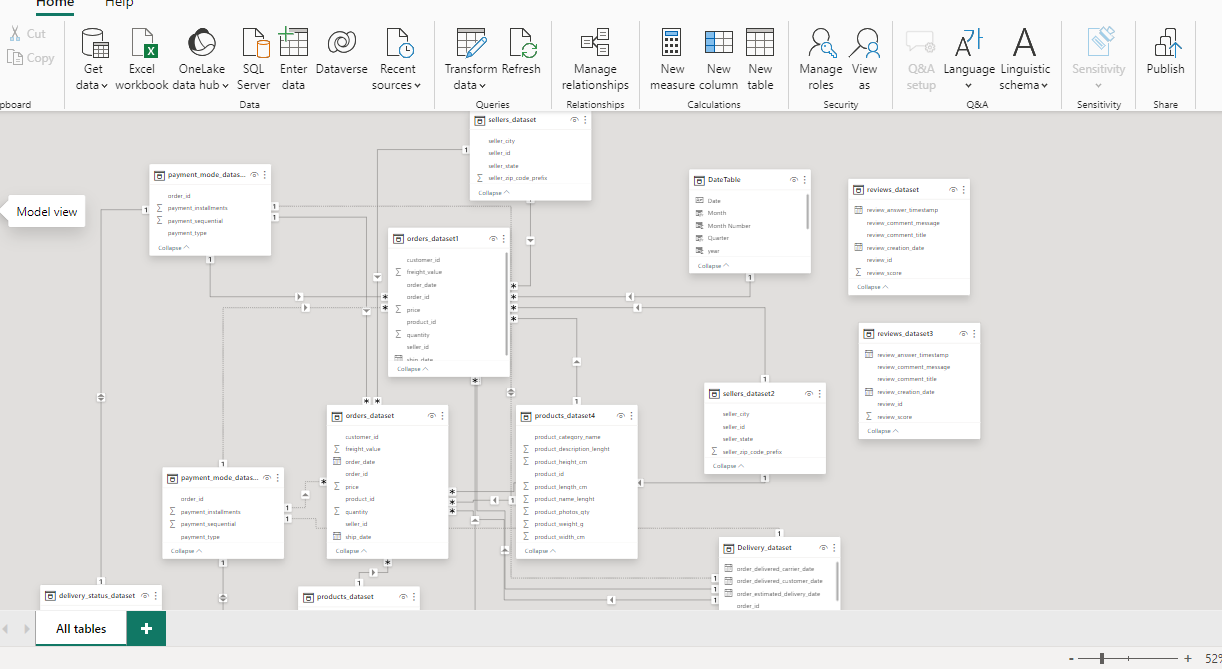 Home
Help
Cut
Copy
pboard
Get
data
Excel
workbook
OneLake
data hub
SQL
Server
Enter
data
Dataverse
Recent
sources
Data
Transform
data
Refresh
Queries
Manage
relationships
Relationships
New
measure
New
column
New
table
Calculations
Manage
roles
View
as
Security
Q&A
setup
Language
Linguistic
schema
Q&A
Sensitivity
Sensitivity
Publish
Share
Model view
sellers_dataset
seller_city
seller_id
seller_state
seller_zip_code_prefix
Collapse
payment_mode_datas...
order_id
payment_installments
payment_sequential
payment_type
Collapse
orders_dataset1
customer_id
freight_value
order_date
order_id
price
product_id
quantity
seller_id
ship_date
Collapse
DateTable
Date
Month
Month Number
Quarter
year
Collapse
reviews_dataset
review_answer_timestamp
review_comment_message
review_comment_title
review_creation_date
review_id
review_score
Collapse
reviews_dataset3
review_answer_timestamp
review_comment_message
review_comment_title
review_creation_date
review_id
review_score
Collapse
sellers_dataset2
seller_city
seller_id
seller_state
seller_zip_code_prefix
Collapse
orders_dataset
customer_id
freight_value
order_date
order_id
price
product_id
quantity
seller_id
ship_date
Collapse
products_dataset4
product_category_name
product_description_lenght
product_height_cm
product_id
product_length_cm
product_name_lenght
product_photos_qty
product_weight_g
product_width_cm
Collapse
payment_mode_datas...
order_id
payment_installments
payment_sequential
payment_type
Collapse
Delivery_dataset
order_delivered_carrier_date
order_delivered_customer_date
order_estimated_delivery_date
order_id
delivery_status_dataset
products_dataset
All tables
52%